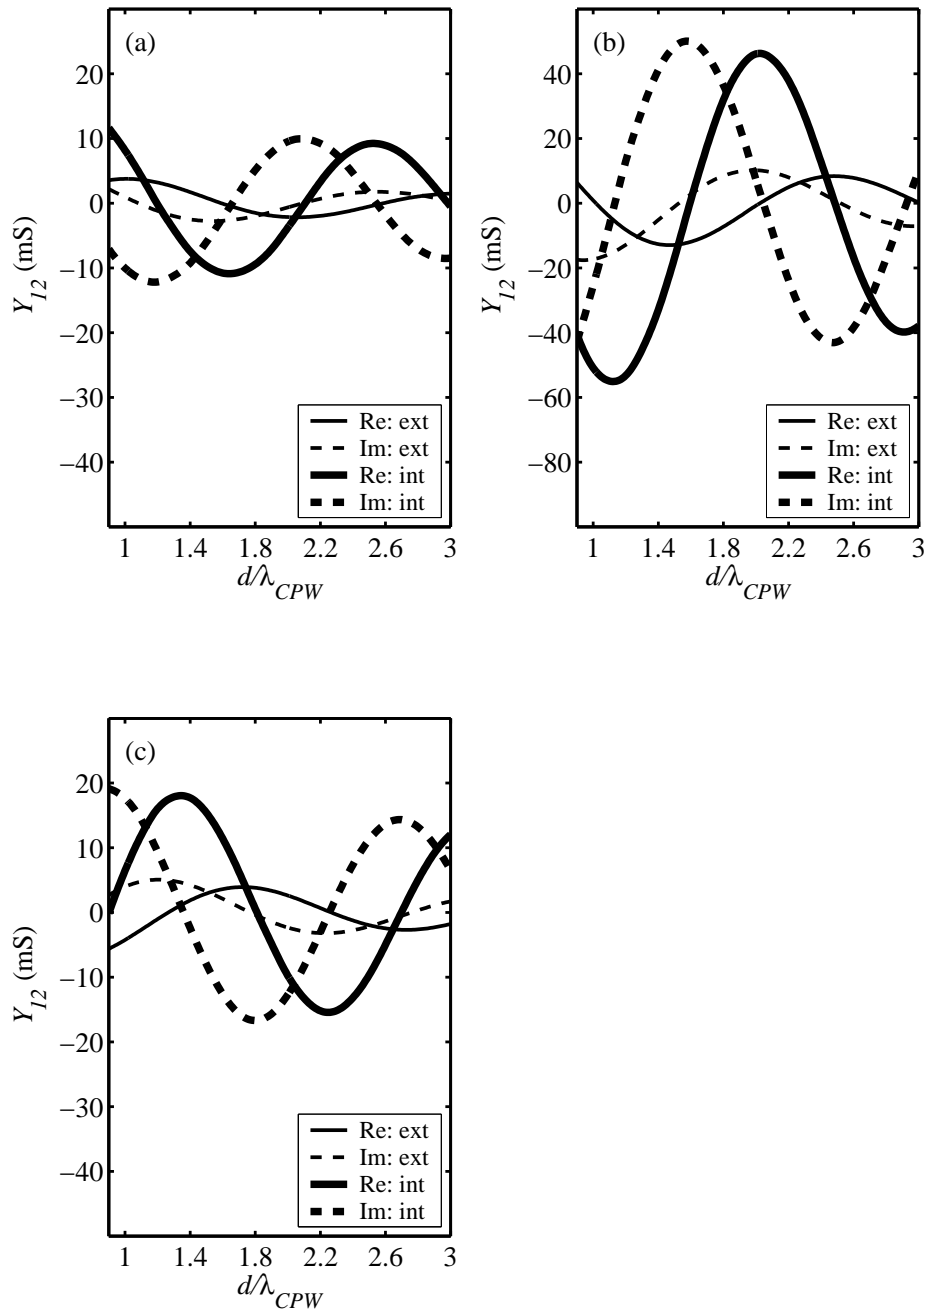 (a)
20
10
0
−10
−20
−30
−40
Y12 (mS)
Re: ext
Im: ext
Re: int
Im: int
1 1.4 1.8 2.2 2.6 3
d/λCPW
(b)
40
20
0
−20
−40
−60
−80
Y12 (mS)
Re: ext
Im: ext
Re: int
Im: int
1 1.4 1.8 2.2 2.6 3
d/λCPW
(c)
20
10
0
−10
−20
−30
−40
Y12 (mS)
Re: ext
Im: ext
Re: int
Im: int
1 1.4 1.8 2.2 2.6 3
d/λCPW